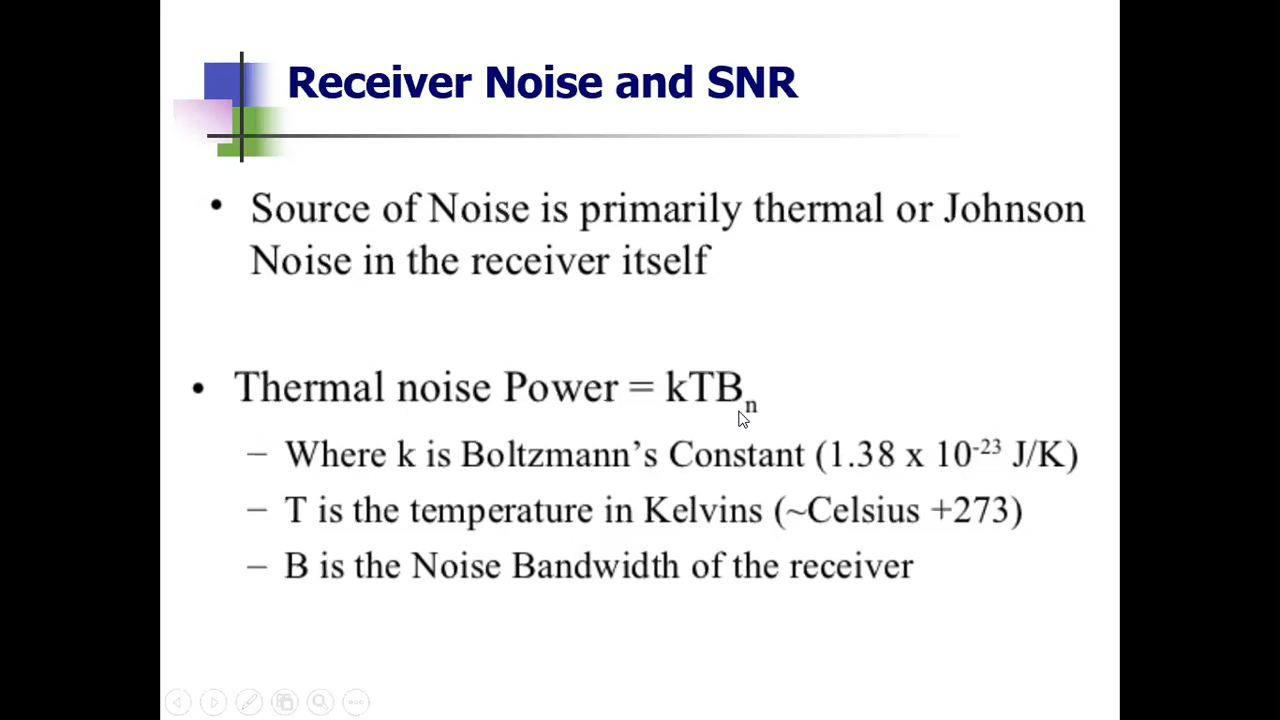 Receiver Noise and SNR
• Source of Noise is primarily thermal or Johnson
Noise in the receiver itself
• Thermal noise Power = kTBₙ
– Where k is Boltzmann’s Constant (1.38 x 10⁻²³ J/K)
– T is the temperature in Kelvins (~Celsius +273)
– B is the Noise Bandwidth of the receiver